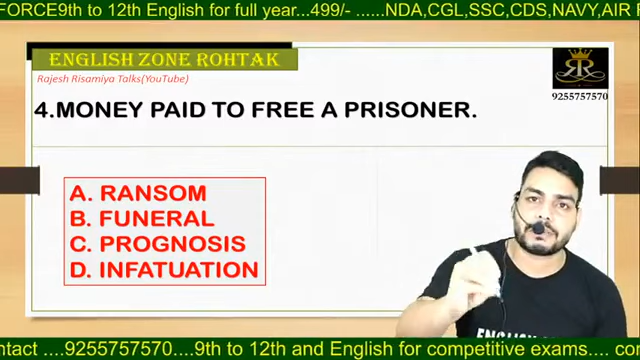 FORCE9th to 12th English for full year...499/- ......NDA,CGL,SSC,CDS,NAVY,AIR
ENGLISH ZONE ROHTAK
Rajesh Risamiya Talks(YouTube)
9255757570
4.MONEY PAID TO FREE A PRISONER.
A. RANSOM
B. FUNERAL
C. PROGNOSIS
D. INFATUATION
ENGLISH
ntact ....9255757570....9th to 12th and English for competitive exams.... co